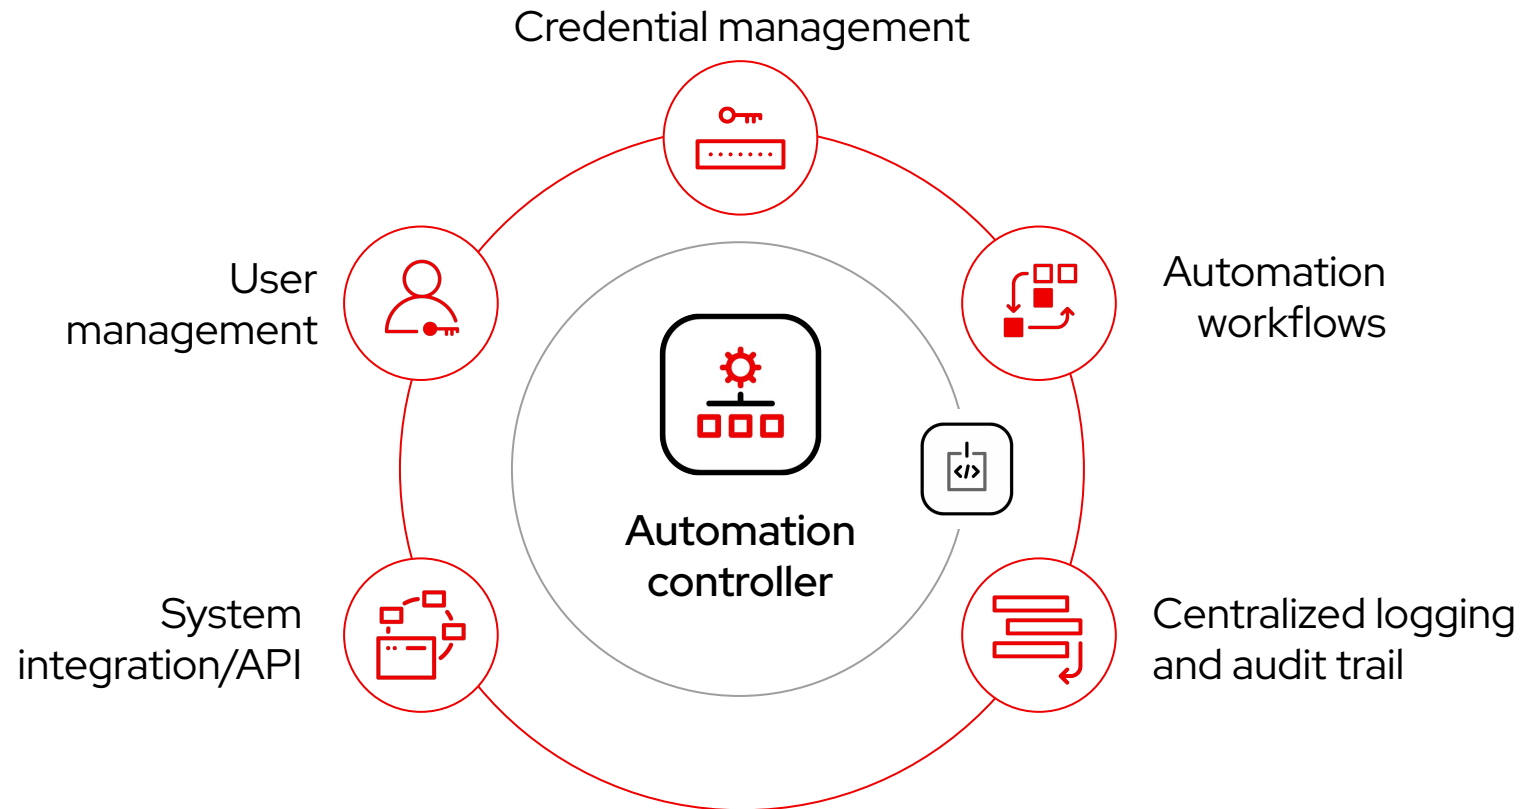 Credential management
User
management
Automation
workflows
</>
Automation
controller
System
integration/API
Centralized logging
and audit trail